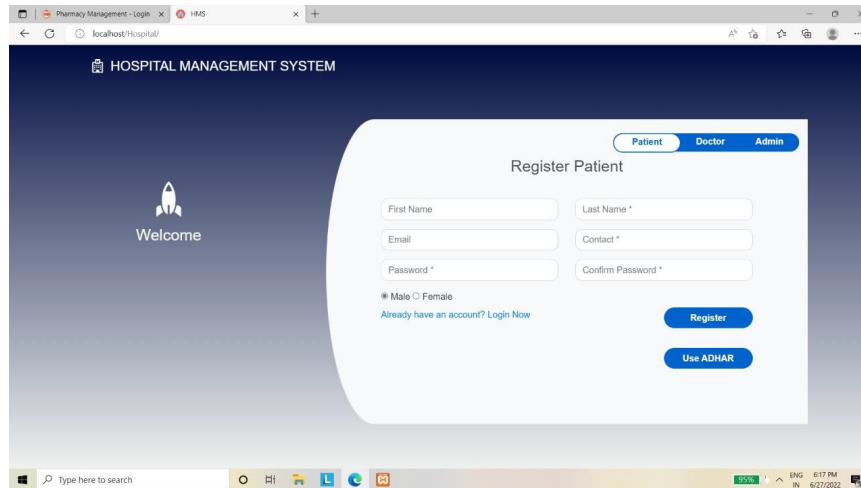 Pharmacy Management - Login
HMS
localhost/Hospital/
HOSPITAL MANAGEMENT SYSTEM
Patient Doctor Admin
Register Patient
Welcome
First Name Last Name *
Email Contact *
Password * Confirm Password *
Male Female
Already have an account? Login Now
Register
Use ADHAR
Type here to search
95%
ENG 6:17 PM
IN 6/27/2022